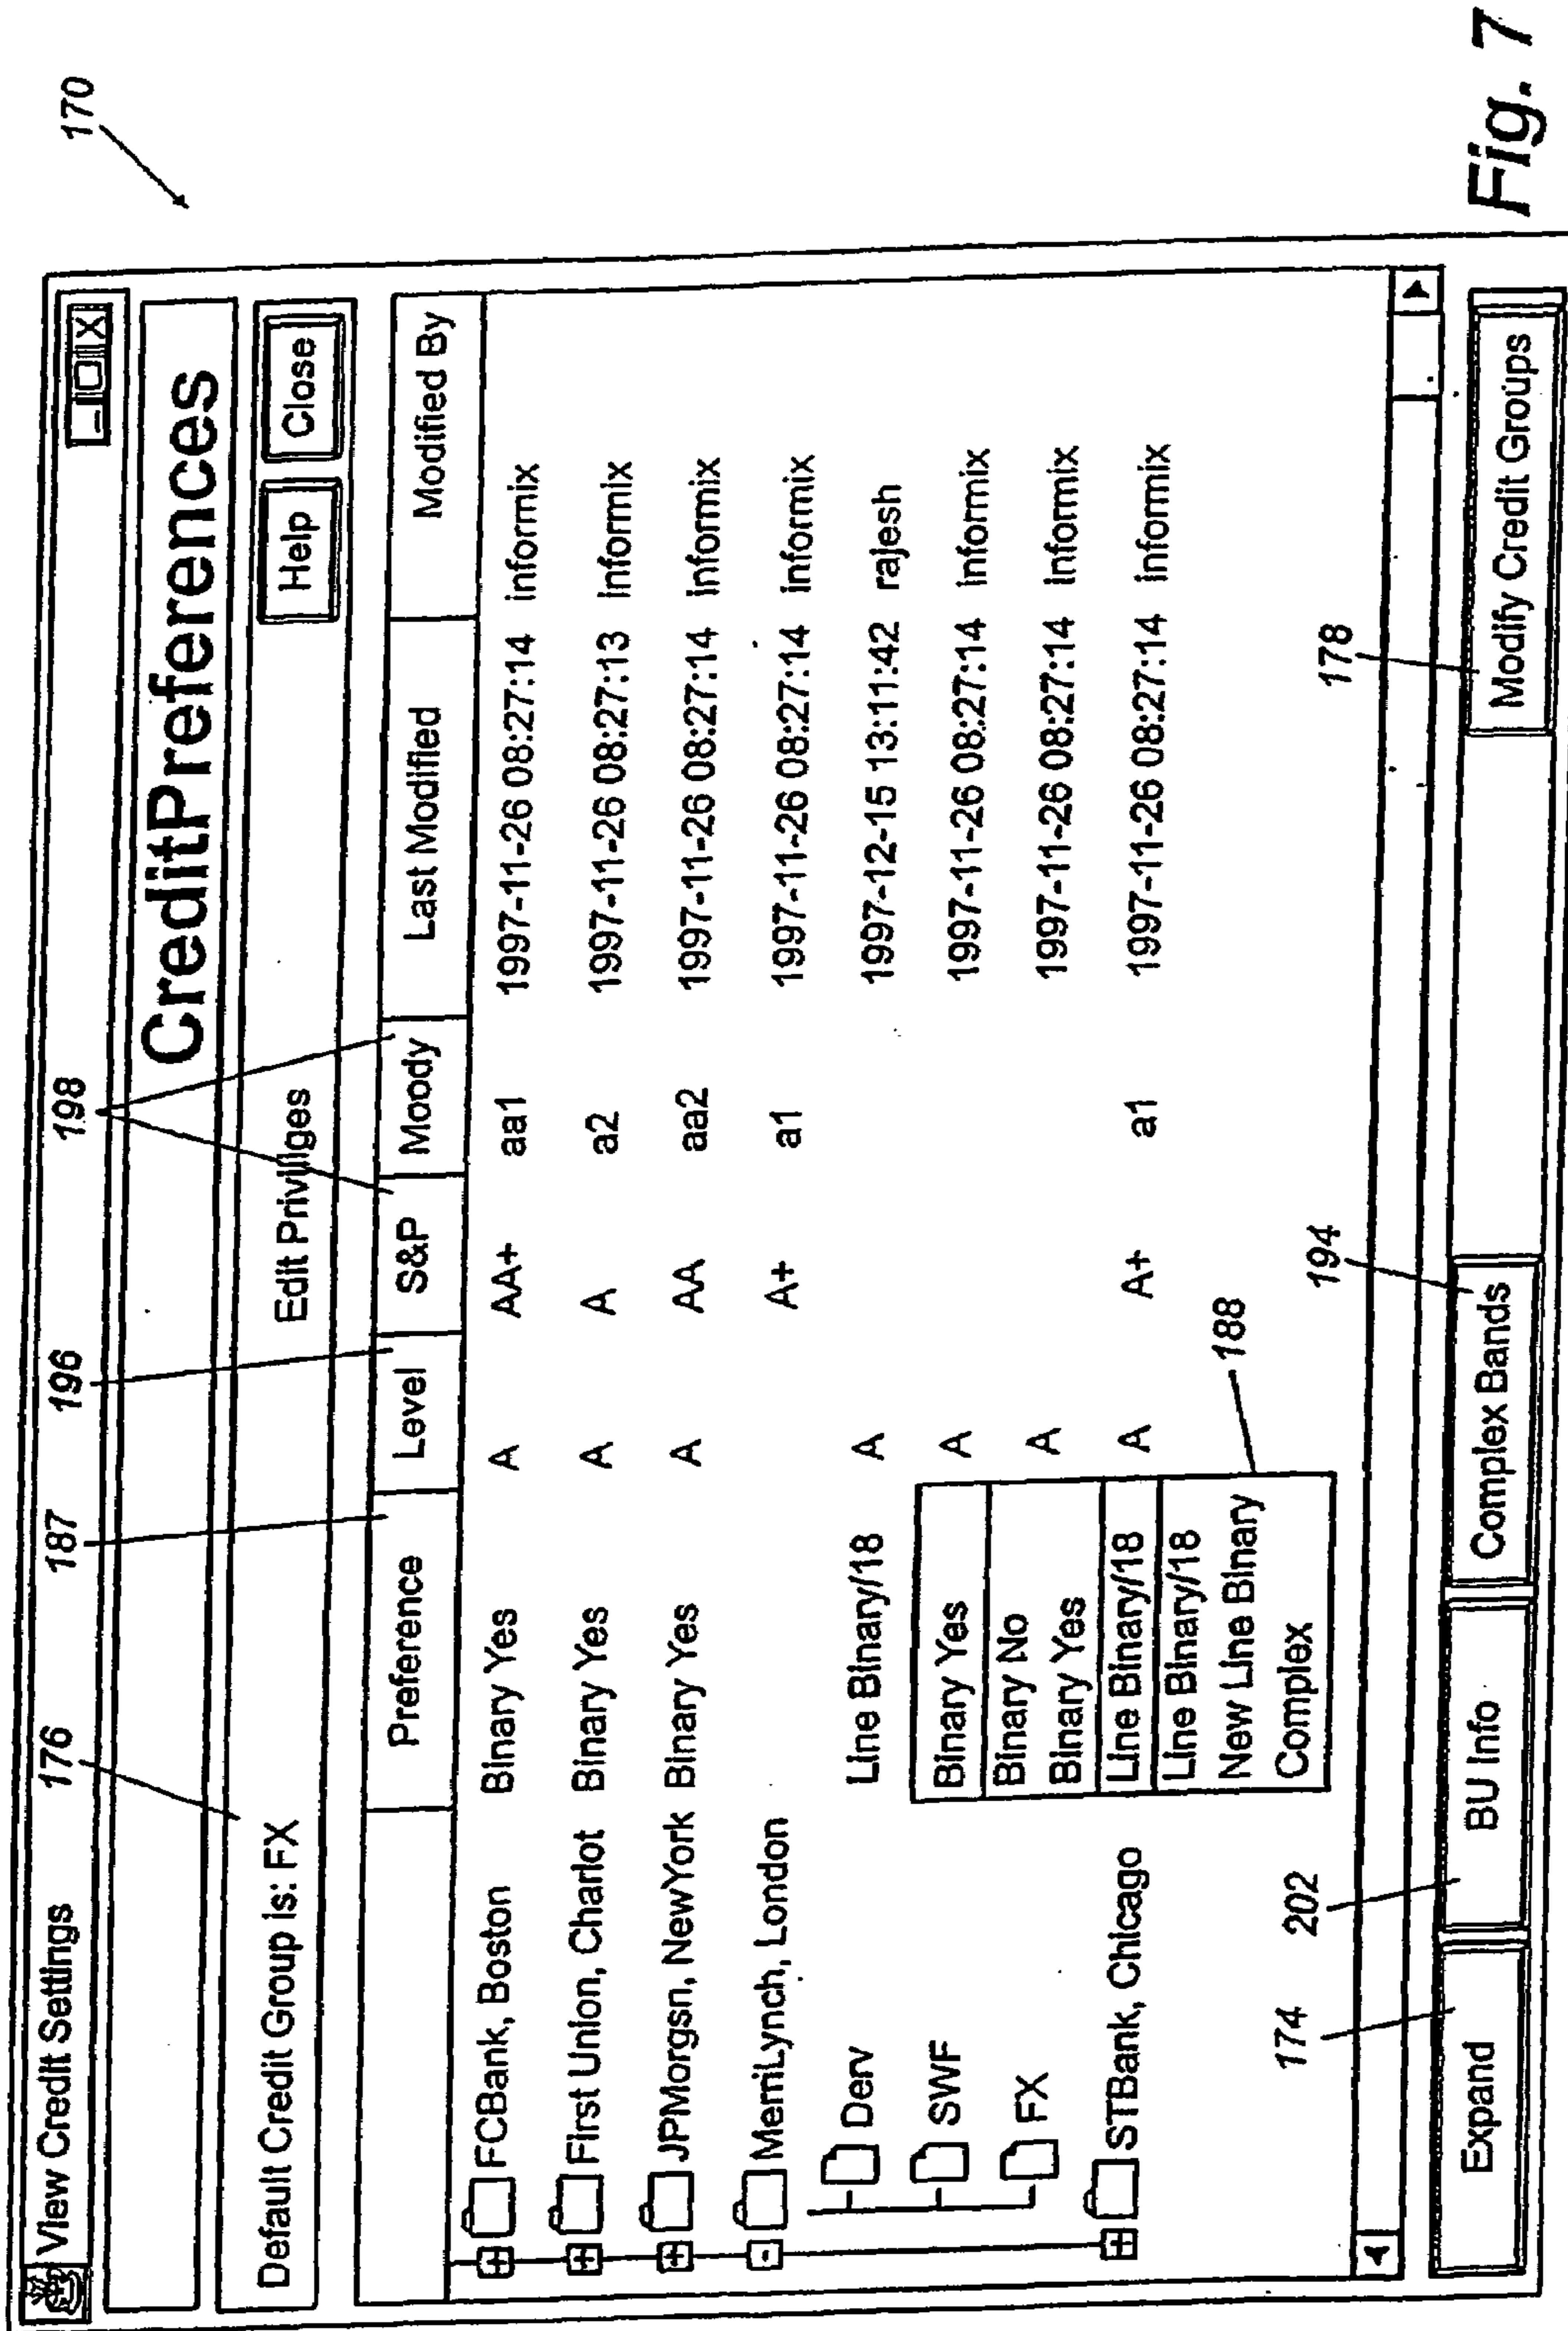 170
198
196
187
176
View Credit Settings
CreditPreferences
Default Credit Group is: FX
Edit Privileges
Help
Close
Preference
Level
S&P
Moody
Last Modified
Modified By
FCBank, Boston Binary Yes A AA+ aa1 1997-11-26 08:27:14 informix
First Union, Charlot Binary Yes A A a2 1997-11-26 08:27:13 informix
JPMorgsn, NewYork Binary Yes A AA aa2 1997-11-26 08:27:14 informix
MerriLynch, London A+ a1 1997-11-26 08:27:14 informix
Derv Line Binary/18 A 1997-12-15 13:11:42 rajesh
SWF Binary Yes A 1997-11-26 08:27:14 informix
FX Binary No A 1997-11-26 08:27:14 informix
Binary Yes
STBank, Chicago Line Binary/18 A A+ a1 1997-11-26 08:27:14 informix
Line Binary/18
New Line Binary
Complex
188
174
202
194
178
Expand
BU Info
Complex Bands
Modify Credit Groups
Fig. 7